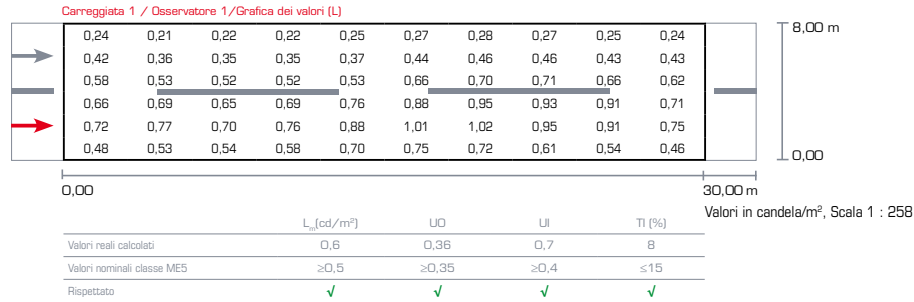 Carreggiata 1 / Osservatore 1/Grafica dei valori (L)
0,24 0,21 0,22 0,22 0,25 0,27 0,28 0,27 0,25 0,24
0,42 0,36 0,35 0,35 0,37 0,44 0,46 0,46 0,43 0,43
0,58 0,53 0,52 0,52 0,53 0,66 0,70 0,71 0,66 0,62
0,66 0,69 0,65 0,69 0,76 0,88 0,95 0,93 0,91 0,71
0,72 0,77 0,70 0,76 0,88 1,01 1,02 0,95 0,91 0,75
0,48 0,53 0,54 0,58 0,70 0,75 0,72 0,61 0,54 0,46
8,00 m
0,00
0,00 30,00 m
Valori in candela/m², Scala 1 : 258
Lm(cd/m²) U0 UI TI (%)
Valori reali calcolati 0,6 0,36 0,7 8
Valori nominali classe ME5 ≥0,5 ≥0,35 ≥0,4 ≤15
Rispettato √ √ √ √